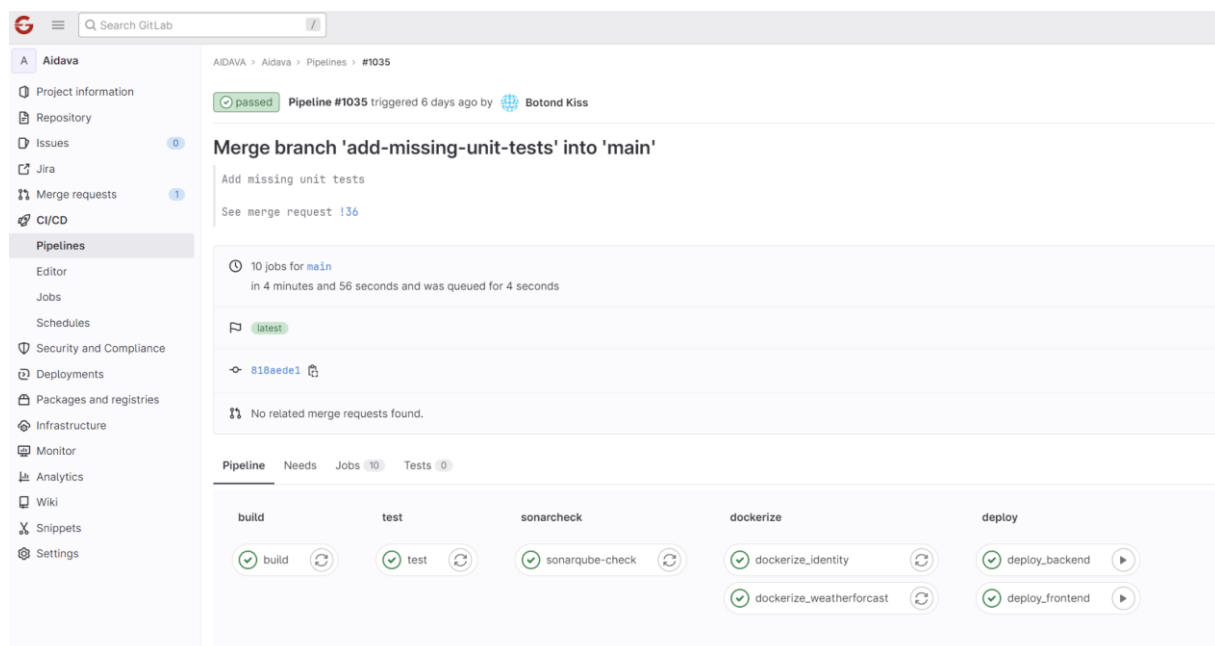 Search GitLab /
A Aidava
Project information
Repository
Issues 0
Jira
Merge requests 1
CI/CD
Pipelines
Editor
Jobs
Schedules
Security and Compliance
Deployments
Packages and registries
Infrastructure
Monitor
Analytics
Wiki
Snippets
Settings
AIDAVA > Aidava > Pipelines > #1035
passed Pipeline #1035 triggered 6 days ago by Botond Kiss
Merge branch 'add-missing-unit-tests' into 'main'
Add missing unit tests
See merge request !36
10 jobs for main
in 4 minutes and 56 seconds and was queued for 4 seconds
latest
818aede1
No related merge requests found.
Pipeline Needs Jobs 10 Tests 0
build test sonarcheck dockerize deploy
build test sonarqube-check dockerize_identity deploy_backend
dockerize_weatherforcast deploy_frontend